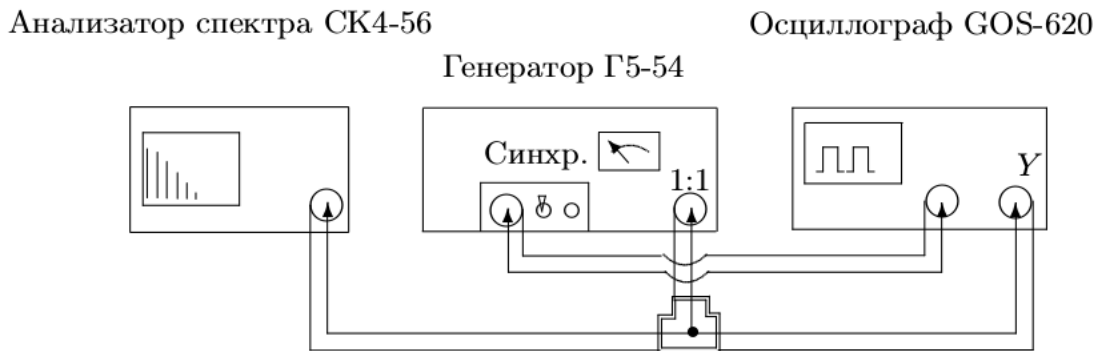 Анализатор спектра СК4-56
Осциллограф GOS-620
Генератор Г5-54
Синхр.
1:1
Y